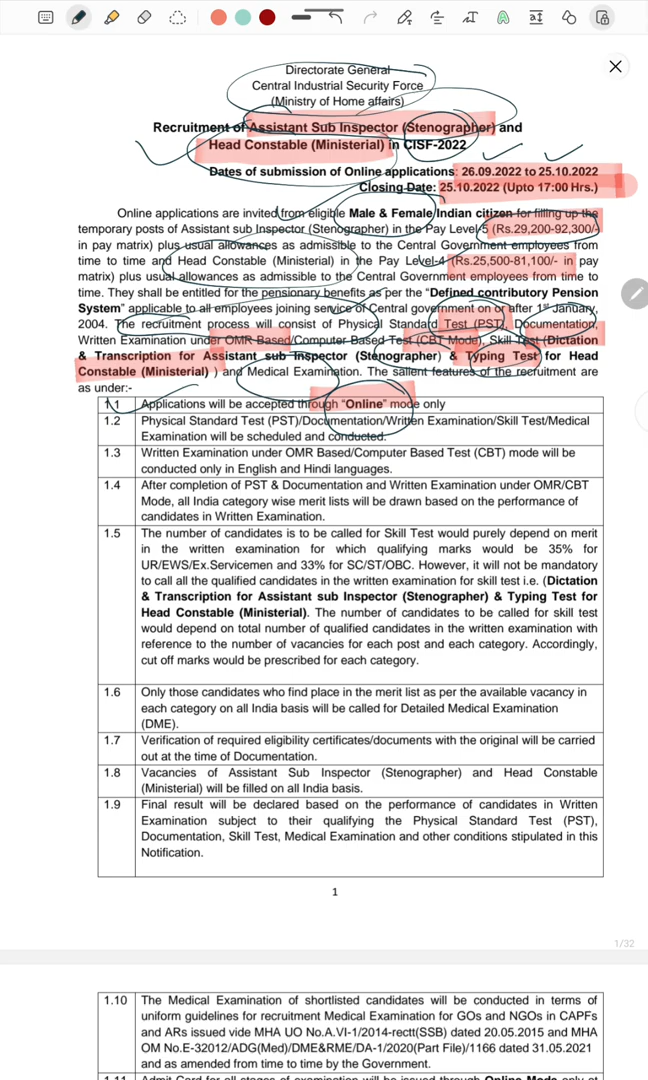 Directorate General
Central Industrial Security Force
(Ministry of Home affairs)
Recruitment of Assistant Sub Inspector (Stenographer) and
Head Constable (Ministerial) in CISF-2022
Dates of submission of Online applications: 26.09.2022 to 25.10.2022
Closing Date: 25.10.2022 (Upto 17:00 Hrs.)
Online applications are invited from eligible Male & Female Indian citizen for filling up the
temporary posts of Assistant sub Inspector (Stenographer) in the Pay Level-5 (Rs.29,200-92,300/-
in pay matrix) plus usual allowances as admissible to the Central Government employees from
time to time and Head Constable (Ministerial) in the Pay Level-4 (Rs.25,500-81,100/- in pay
matrix) plus usual allowances as admissible to the Central Government employees from time to
time. They shall be entitled for the pensionary benefits as per the “Defined contributory Pension
System” applicable to all employees joining service of Central government on or after 1st January,
2004. The recruitment process will consist of Physical Standard Test (PST), Documentation,
Written Examination under OMR Based/Computer Based Test (CBT Mode), Skill Test (Dictation
& Transcription for Assistant sub Inspector (Stenographer) & Typing Test for Head
Constable (Ministerial) ) and Medical Examination. The salient features of the recruitment are
as under:-
1.1 Applications will be accepted through “Online” mode only
1.2 Physical Standard Test (PST)/Documentation/Written Examination/Skill Test/Medical
Examination will be scheduled and conducted.
1.3 Written Examination under OMR Based/Computer Based Test (CBT) mode will be
conducted only in English and Hindi languages.
1.4 After completion of PST & Documentation and Written Examination under OMR/CBT
Mode, all India category wise merit lists will be drawn based on the performance of
candidates in Written Examination.
1.5 The number of candidates is to be called for Skill Test would purely depend on merit
in the written examination for which qualifying marks would be 35% for
UR/EWS/Ex.Servicemen and 33% for SC/ST/OBC. However, it will not be mandatory
to call all the qualified candidates in the written examination for skill test i.e. (Dictation
& Transcription for Assistant sub Inspector (Stenographer) & Typing Test for
Head Constable (Ministerial). The number of candidates to be called for skill test
would depend on total number of qualified candidates in the written examination with
reference to the number of vacancies for each post and each category. Accordingly,
cut off marks would be prescribed for each category.
1.6 Only those candidates who find place in the merit list as per the available vacancy in
each category on all India basis will be called for Detailed Medical Examination
(DME).
1.7 Verification of required eligibility certificates/documents with the original will be carried
out at the time of Documentation.
1.8 Vacancies of Assistant Sub Inspector (Stenographer) and Head Constable
(Ministerial) will be filled on all India basis.
1.9 Final result will be declared based on the performance of candidates in Written
Examination subject to their qualifying the Physical Standard Test (PST),
Documentation, Skill Test, Medical Examination and other conditions stipulated in this
Notification.
1
1/32
1.10 The Medical Examination of shortlisted candidates will be conducted in terms of
uniform guidelines for recruitment Medical Examination for GOs and NGOs in CAPFs
and ARs issued vide MHA UO No.A.VI-1/2014-rectt(SSB) dated 20.05.2015 and MHA
OM No.E-32012/ADG(Med)/DME&RME/DA-1/2020(Part File)/1166 dated 31.05.2021
and as amended from time to time by the Government.
1.11 Admit Card for all stages of examination will be issued through Online Mode only at